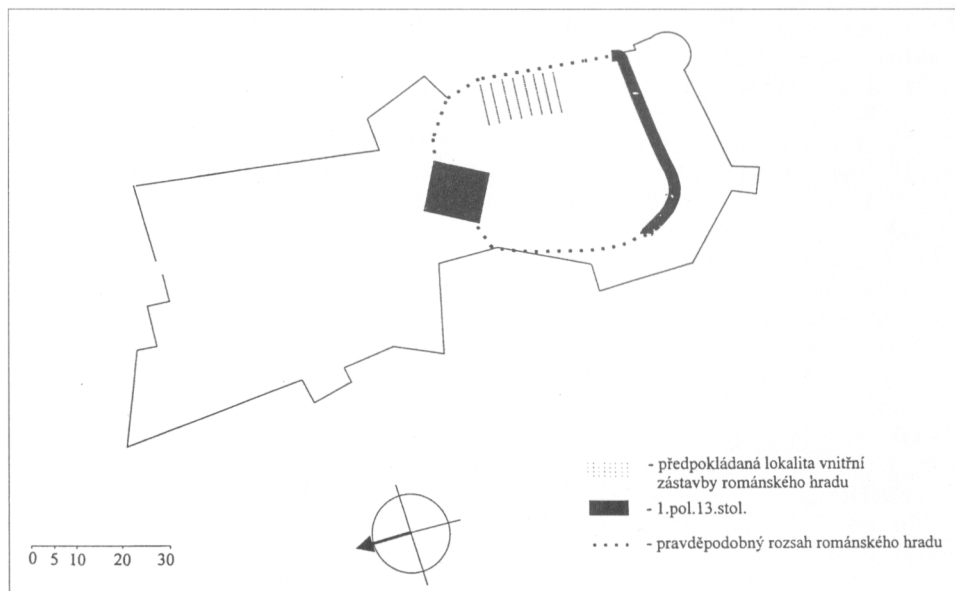 - předpokládaná lokalita vnitřní
zástavby románského hradu
- 1.pol.13.stol.
- pravděpodobný rozsah románského hradu
0 5 10 20 30